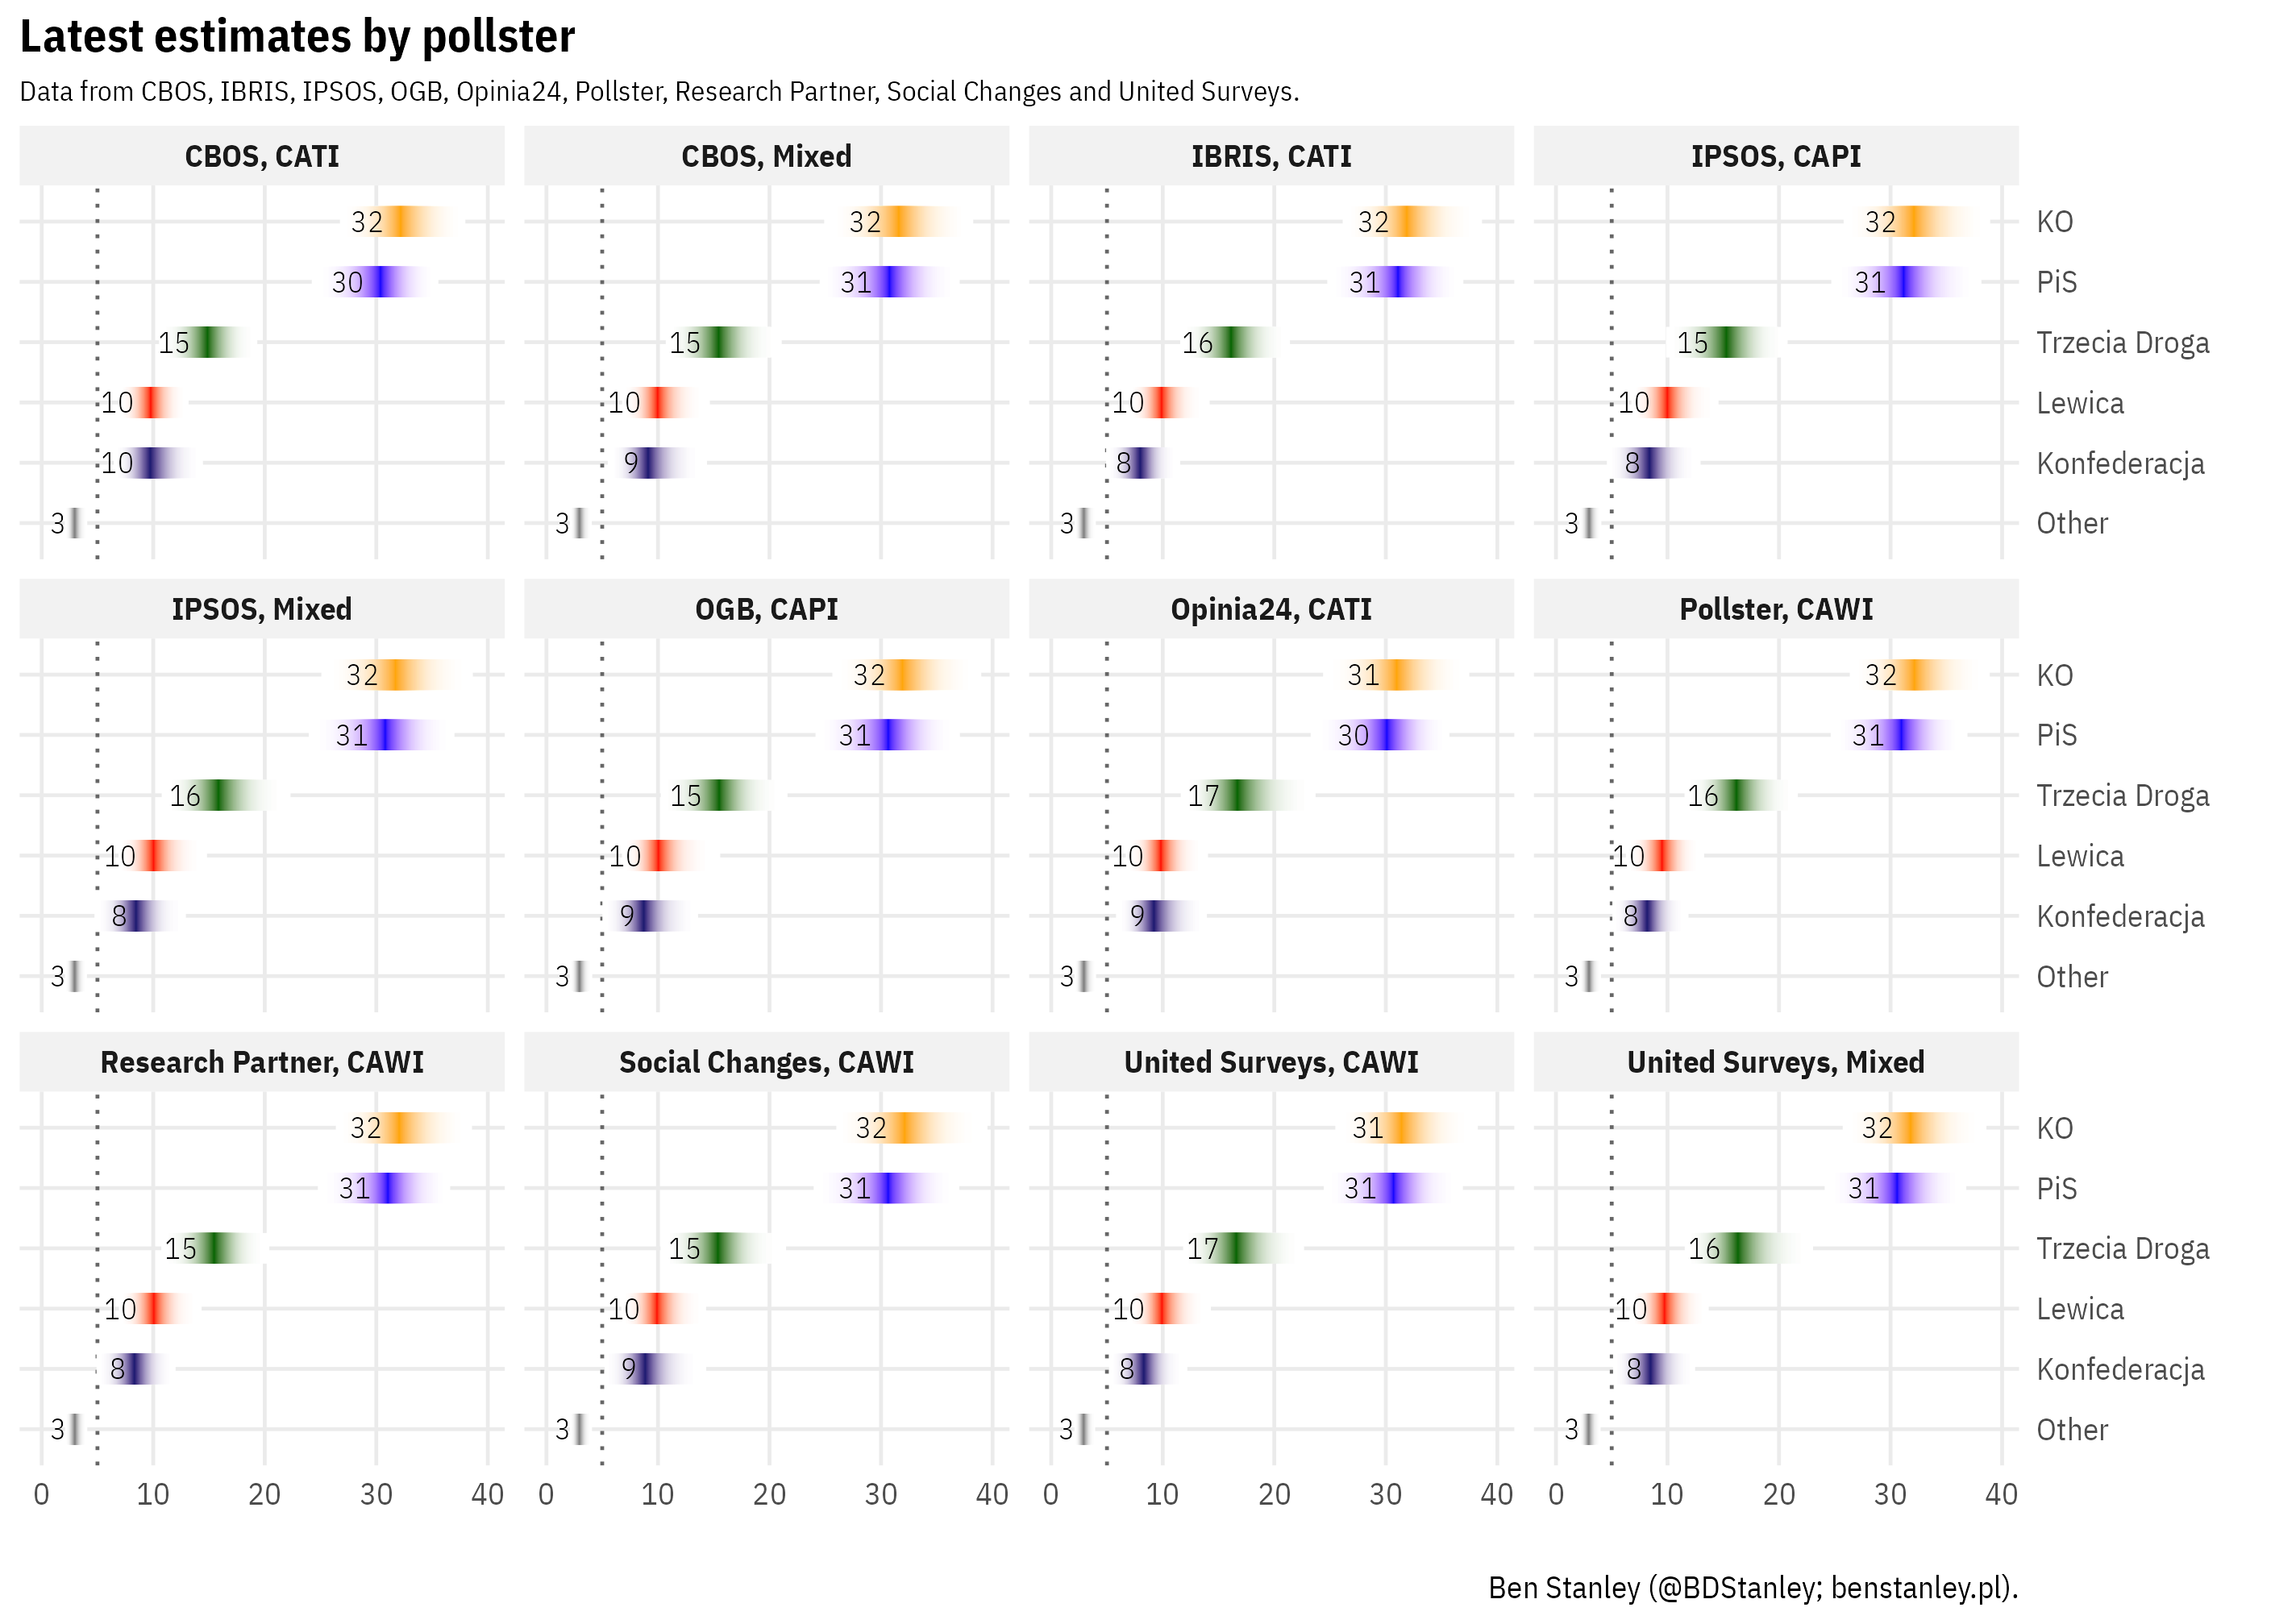 Latest estimates by pollster
Data from CBOS, IBRIS, IPSOS, OGB, Opinia24, Pollster, Research Partner, Social Changes and United Surveys.
CBOS, CATI CBOS, Mixed IBRIS, CATI IPSOS, CAPI
32 32 32 32 KO
30 31 31 31 PiS
15 15 16 15 Trzecia Droga
10 10 10 10 Lewica
10 9 8 8 Konfederacja
3 3 3 3 Other
IPSOS, Mixed OGB, CAPI Opinia24, CATI Pollster, CAWI
32 32 31 32 KO
31 31 30 31 PiS
16 15 17 16 Trzecia Droga
10 10 10 10 Lewica
8 9 9 8 Konfederacja
3 3 3 3 Other
Research Partner, CAWI Social Changes, CAWI United Surveys, CAWI United Surveys, Mixed
32 32 31 32 KO
31 31 31 31 PiS
15 15 17 16 Trzecia Droga
10 10 10 10 Lewica
8 9 8 8 Konfederacja
3 3 3 3 Other
0 10 20 30 40 0 10 20 30 40 0 10 20 30 40 0 10 20 30 40
Ben Stanley (@BDStanley; benstanley.pl).